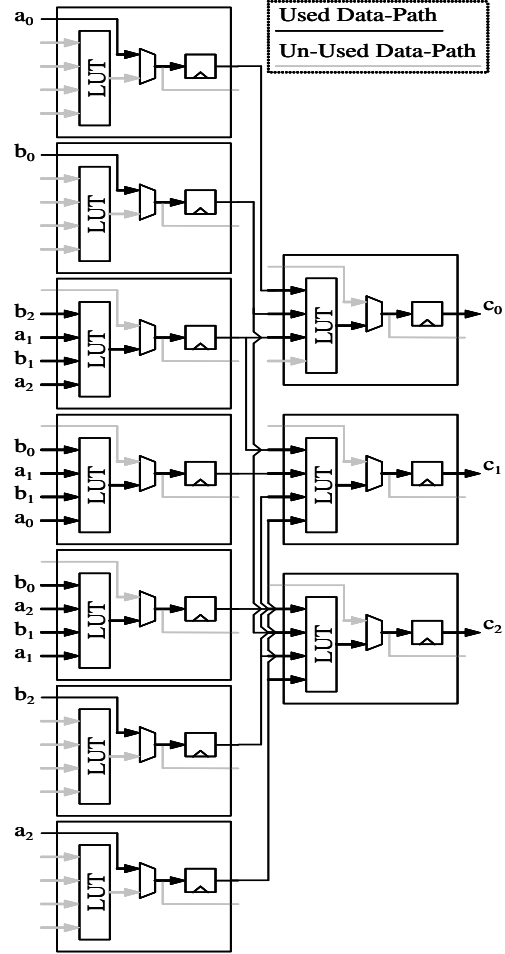 a0
Used Data-Path
Un-Used Data-Path
LUT
b0
LUT
b2
a1
b1
a2
LUT
LUT
c0
b0
a1
b1
a0
LUT
LUT
c1
b0
a2
b1
a1
LUT
LUT
c2
b2
LUT
a2
LUT